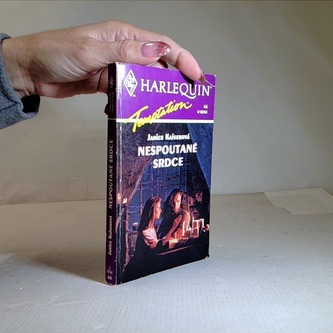 HARLEQUIN
Temptation
Janice Kaiserová
NESPOUTANÉ
SRDCE
Janice Kaiserová NESPOUTANÉ SRDCE